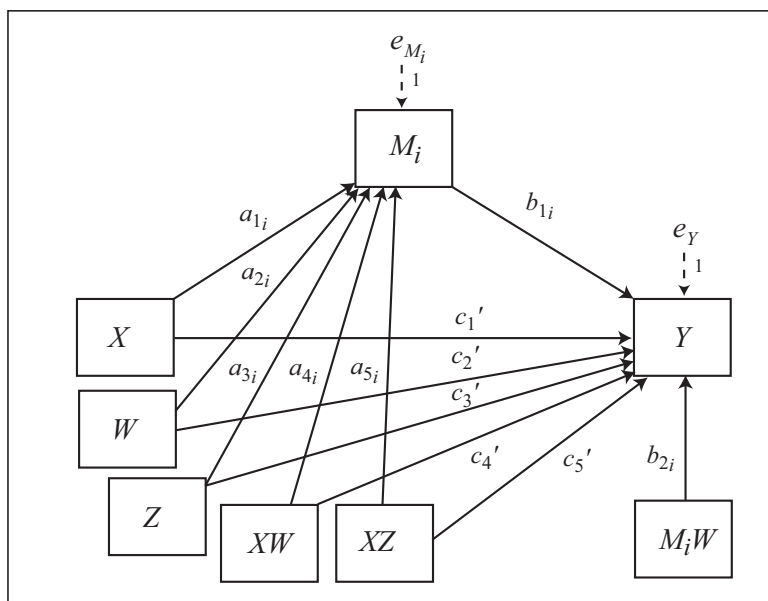 e_{M_i}
1
M_i
a_{1i}
b_{1i}
a_{2i}
e_Y
1
X
c_1′
Y
a_{3i}
a_{4i}
a_{5i}
c_2′
W
c_3′
c_4′
c_5′
b_{2i}
Z
XW
XZ
M_iW